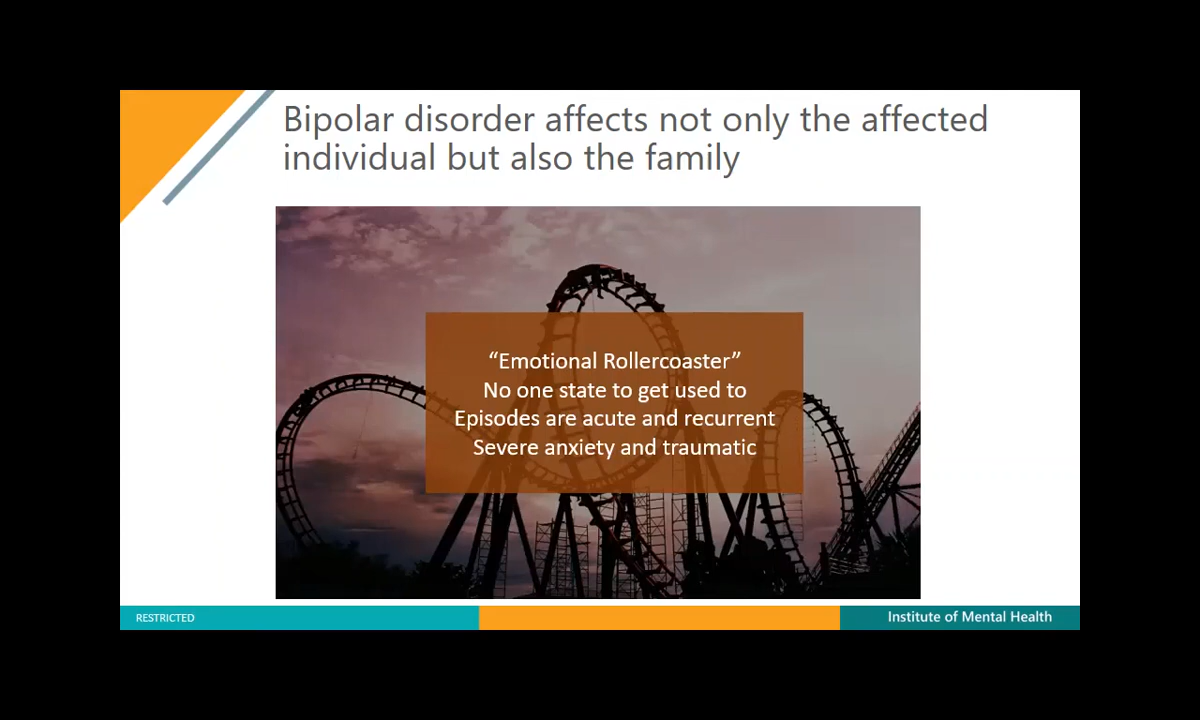 Bipolar disorder affects not only the affected
individual but also the family
“Emotional Rollercoaster”
No one state to get used to
Episodes are acute and recurrent
Severe anxiety and traumatic
RESTRICTED
Institute of Mental Health